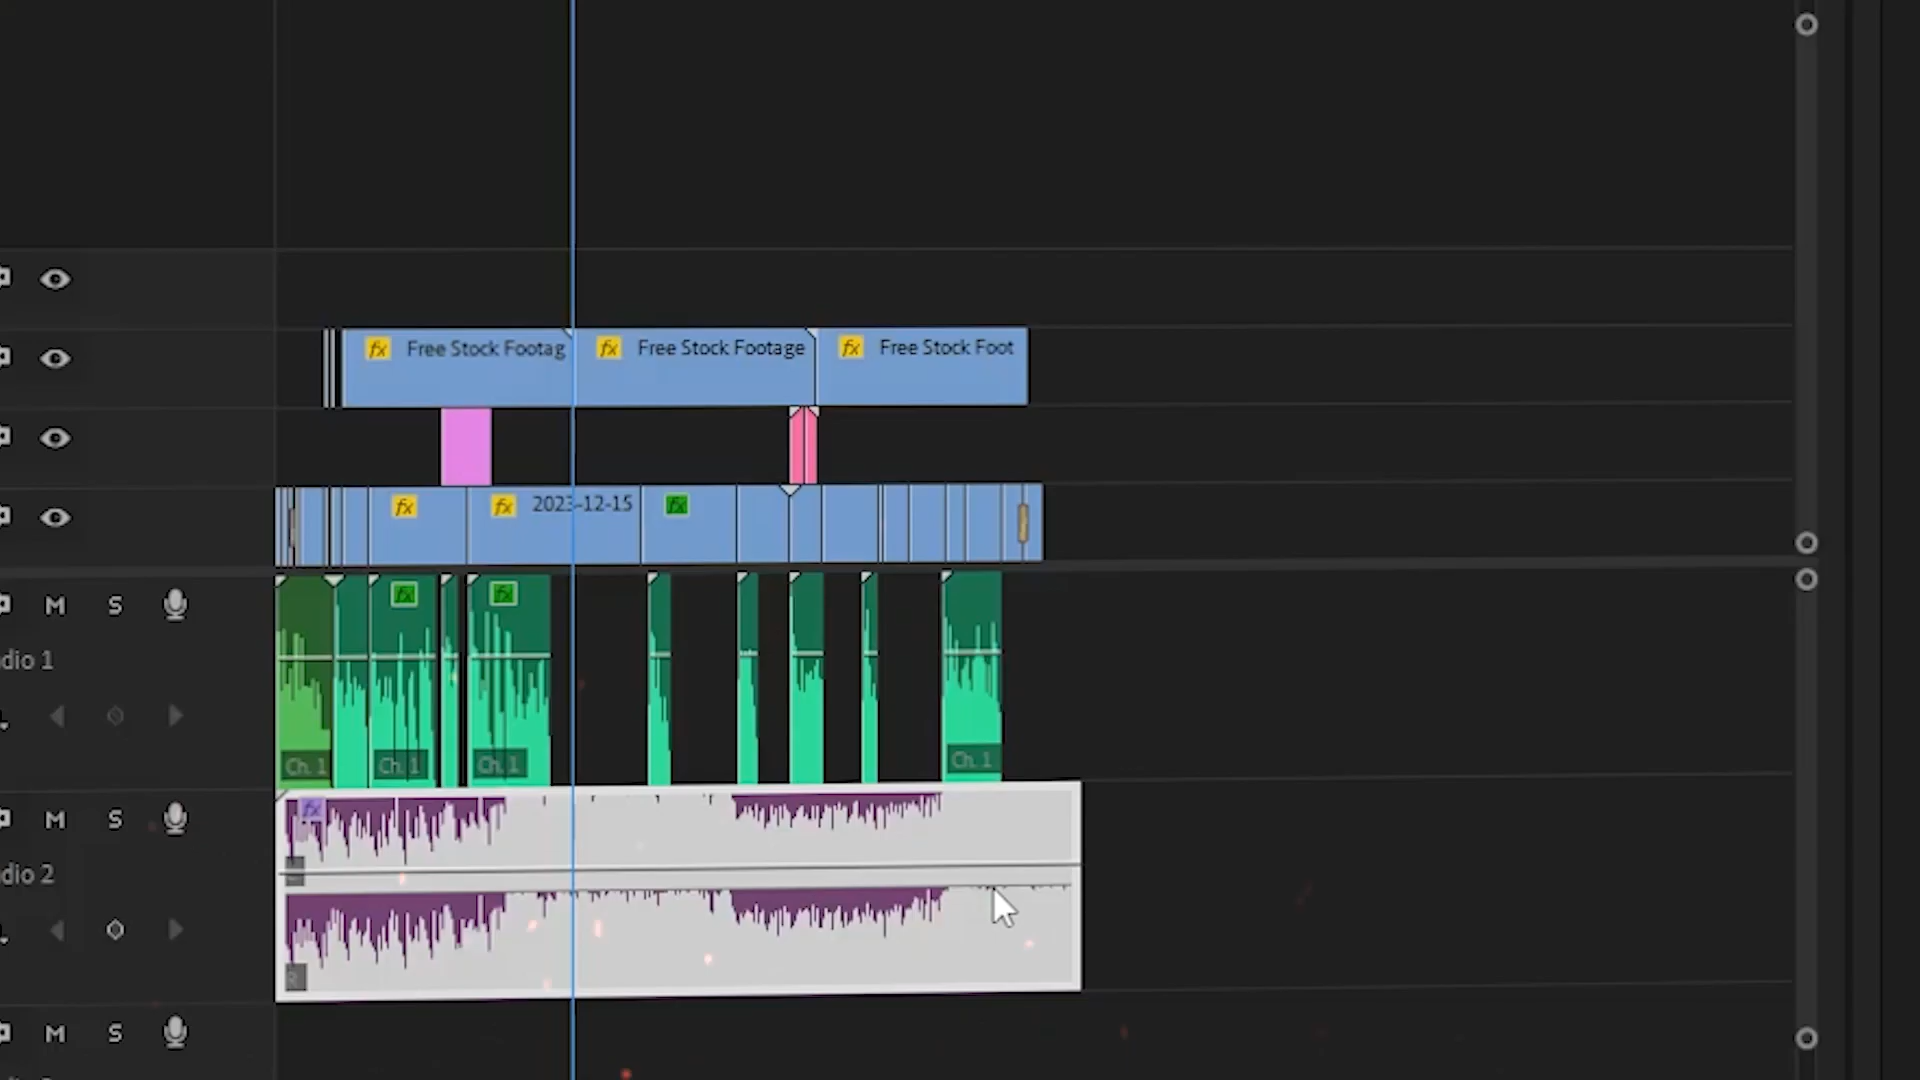 fx Free Stock Footag fx Free Stock Footage fx Free Stock Foot
fx fx 2023-12-15 fx
M S fx fx
dio 1
Ch. 1 Ch. 1 Ch. 1 Ch. 1
M S fx
dio 2
R
M S